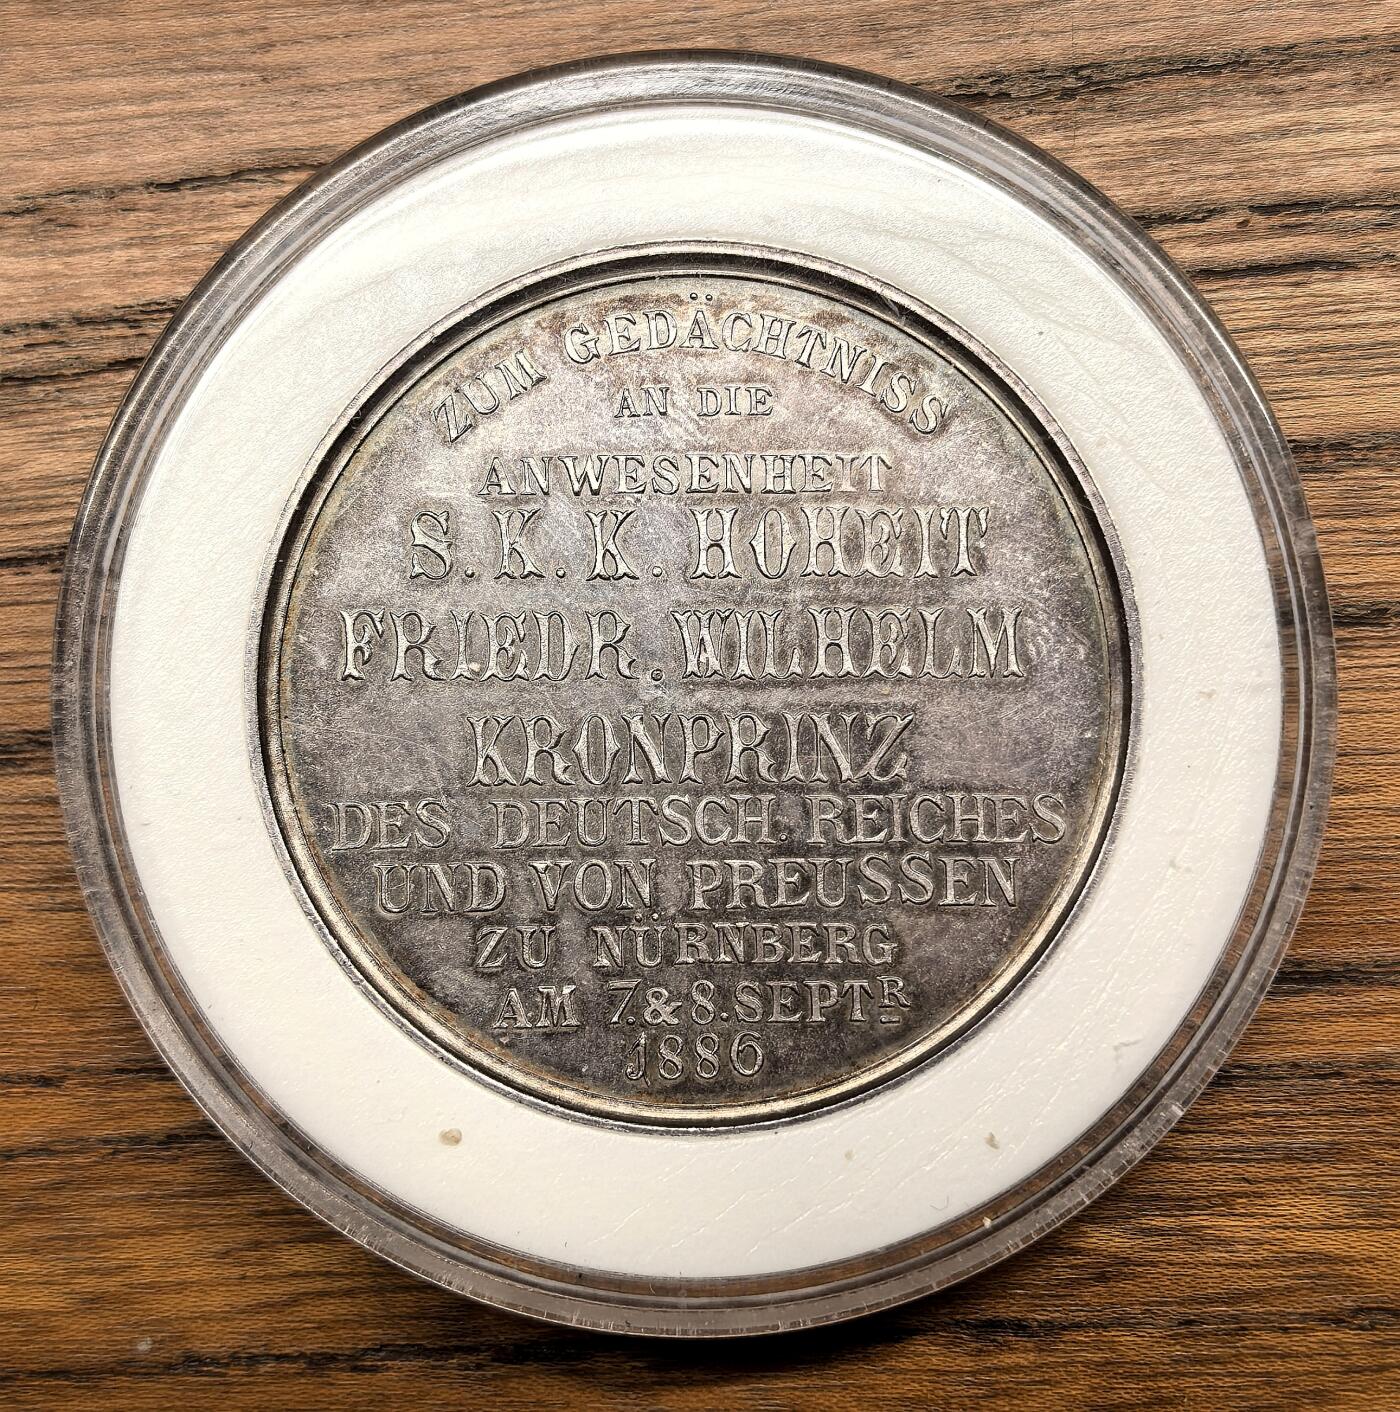 ZUM GEDÄCHTNISS
AN DIE
ANWESENHEIT
S. K. K. HOHEIT
FRIEDR. WILHELM
KRONPRINZ
DES DEUTSCH. REICHES
UND VON PREUSSEN
ZU NÜRNBERG
AM 7. & 8. SEPTR
1886